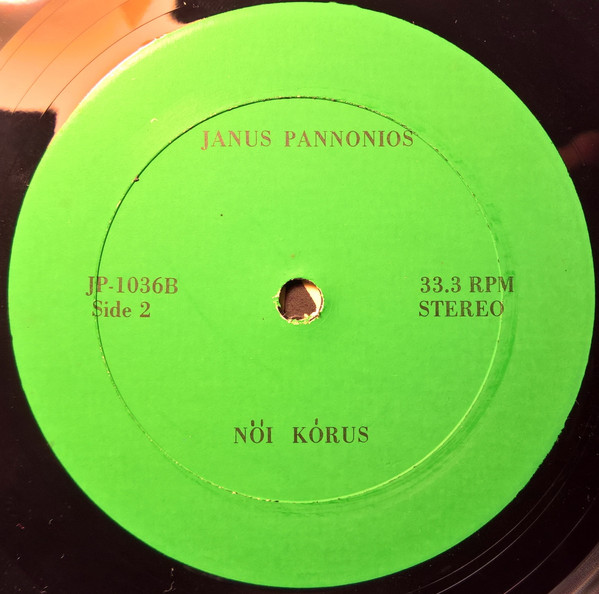 JANUS PANNONIOS
JP-1036B
Side 2
33.3 RPM
STEREO
NÖI KÓRUS